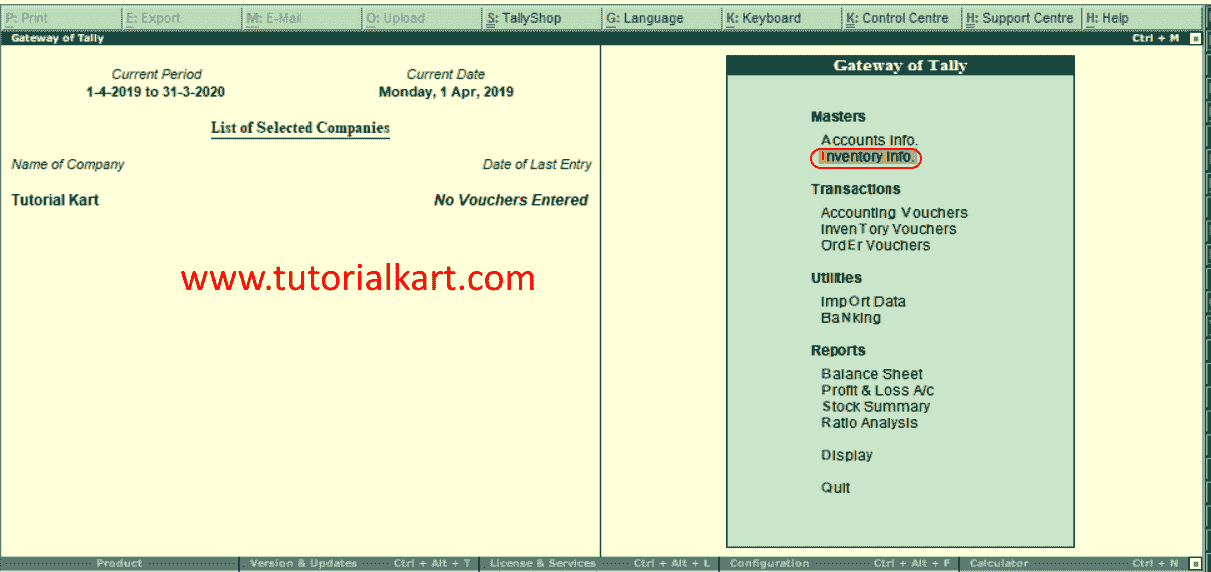 P: Print E: Export M: E-Mail O: Upload S: TallyShop G: Language K: Keyboard K: Control Centre H: Support Centre H: Help
Gateway of Tally Ctrl + M
Current Period Current Date
1-4-2019 to 31-3-2020 Monday, 1 Apr, 2019
List of Selected Companies
Name of Company Date of Last Entry
Tutorial Kart No Vouchers Entered
www.tutorialkart.com
Gateway of Tally
Masters
Accounts Info.
Inventory Info.
Transactions
Accounting Vouchers
InvenTory Vouchers
OrdEr Vouchers
Utilities
ImpOrt Data
BaNking
Reports
Balance Sheet
Profit & Loss A/c
Stock Summary
Ratio Analysis
Display
Quit
Product Version & Updates Ctrl + Alt + T License & Services Ctrl + Alt + L Configuration Ctrl + Alt + F Calculator Ctrl + N